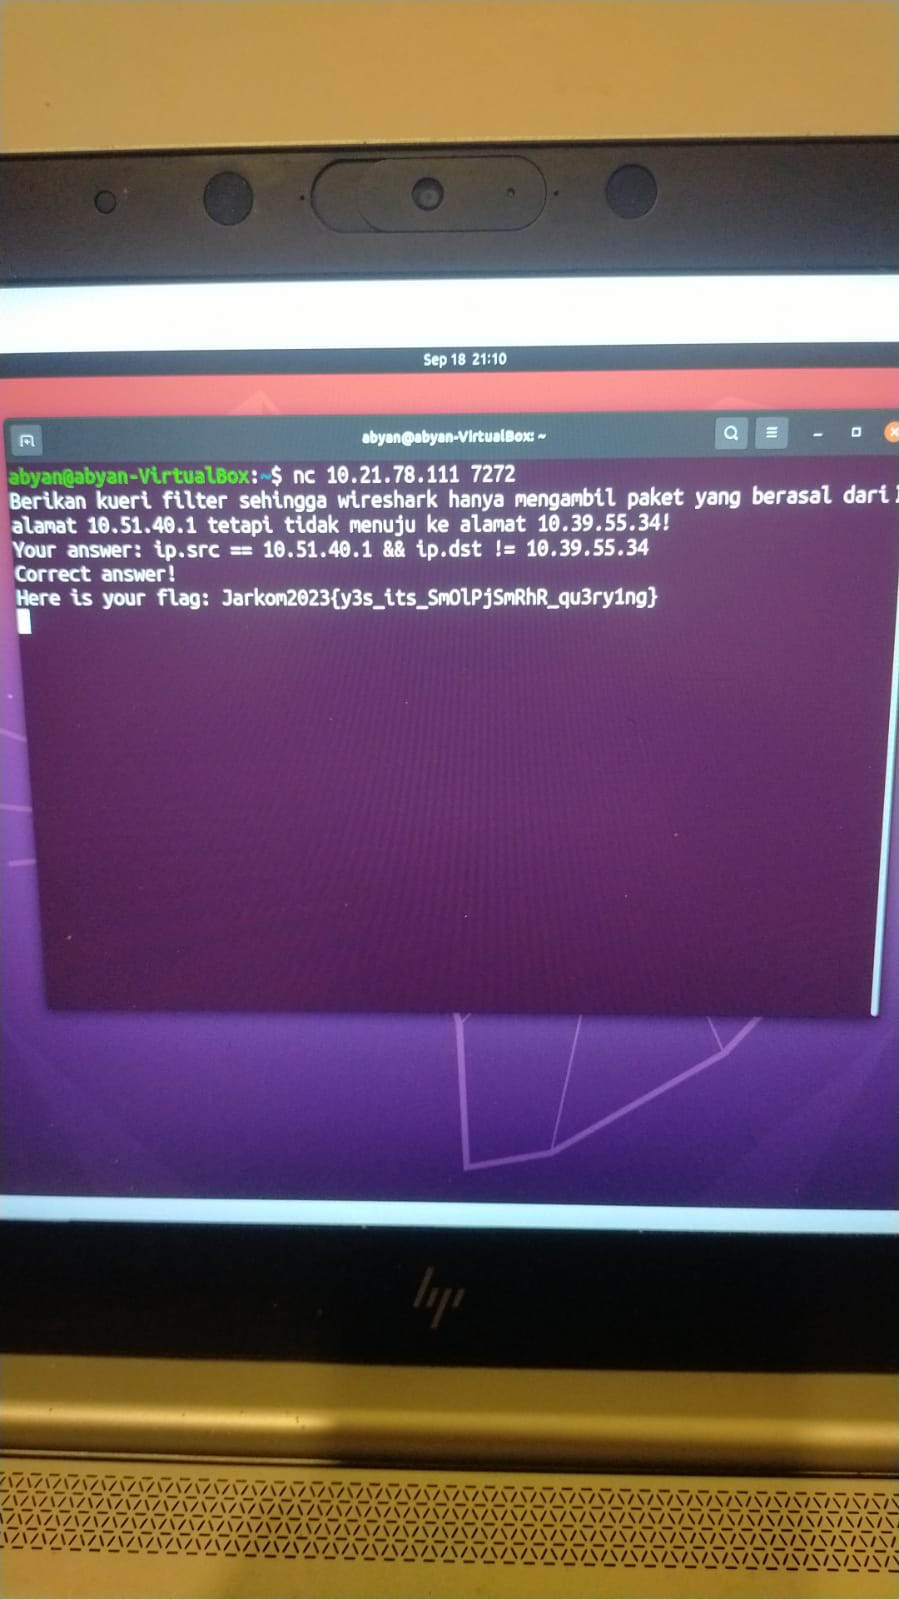 Sep 18 21:10
abyan@abyan-VirtualBox: ~
abyan@abyan-VirtualBox:~$ nc 10.21.78.111 7272
Berikan kueri filter sehingga wireshark hanya mengambil paket yang berasal dari
alamat 10.51.40.1 tetapi tidak menuju ke alamat 10.39.55.34!
Your answer: ip.src == 10.51.40.1 && ip.dst != 10.39.55.34
Correct answer!
Here is your flag: Jarkom2023{y3s_its_SmOlPjSmRhR_qu3ry1ng}
hp